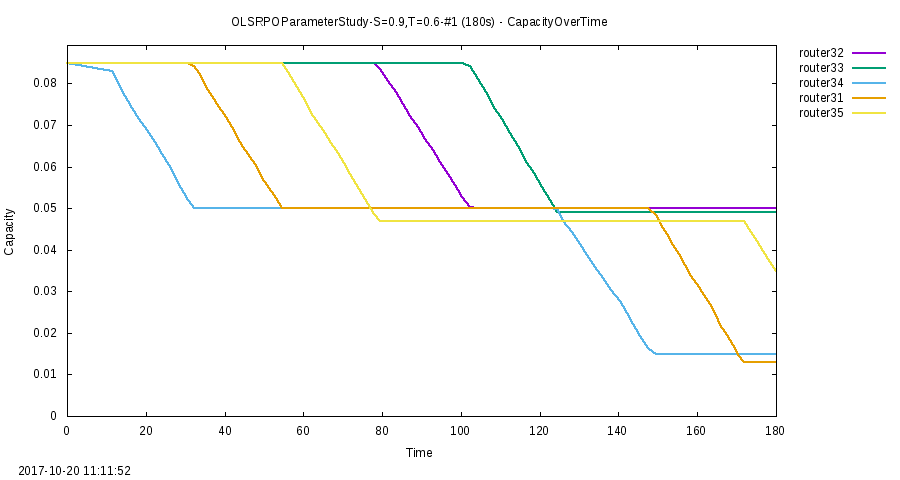 OLSRPOParameterStudy-S=0.9,T=0.6-#1 (180s) - CapacityOverTime
router32
router33
router34
router31
router35
0.08
0.07
0.06
0.05
0.04
0.03
0.02
0.01
0
Capacity
0 20 40 60 80 100 120 140 160 180
Time
2017-10-20 11:11:52